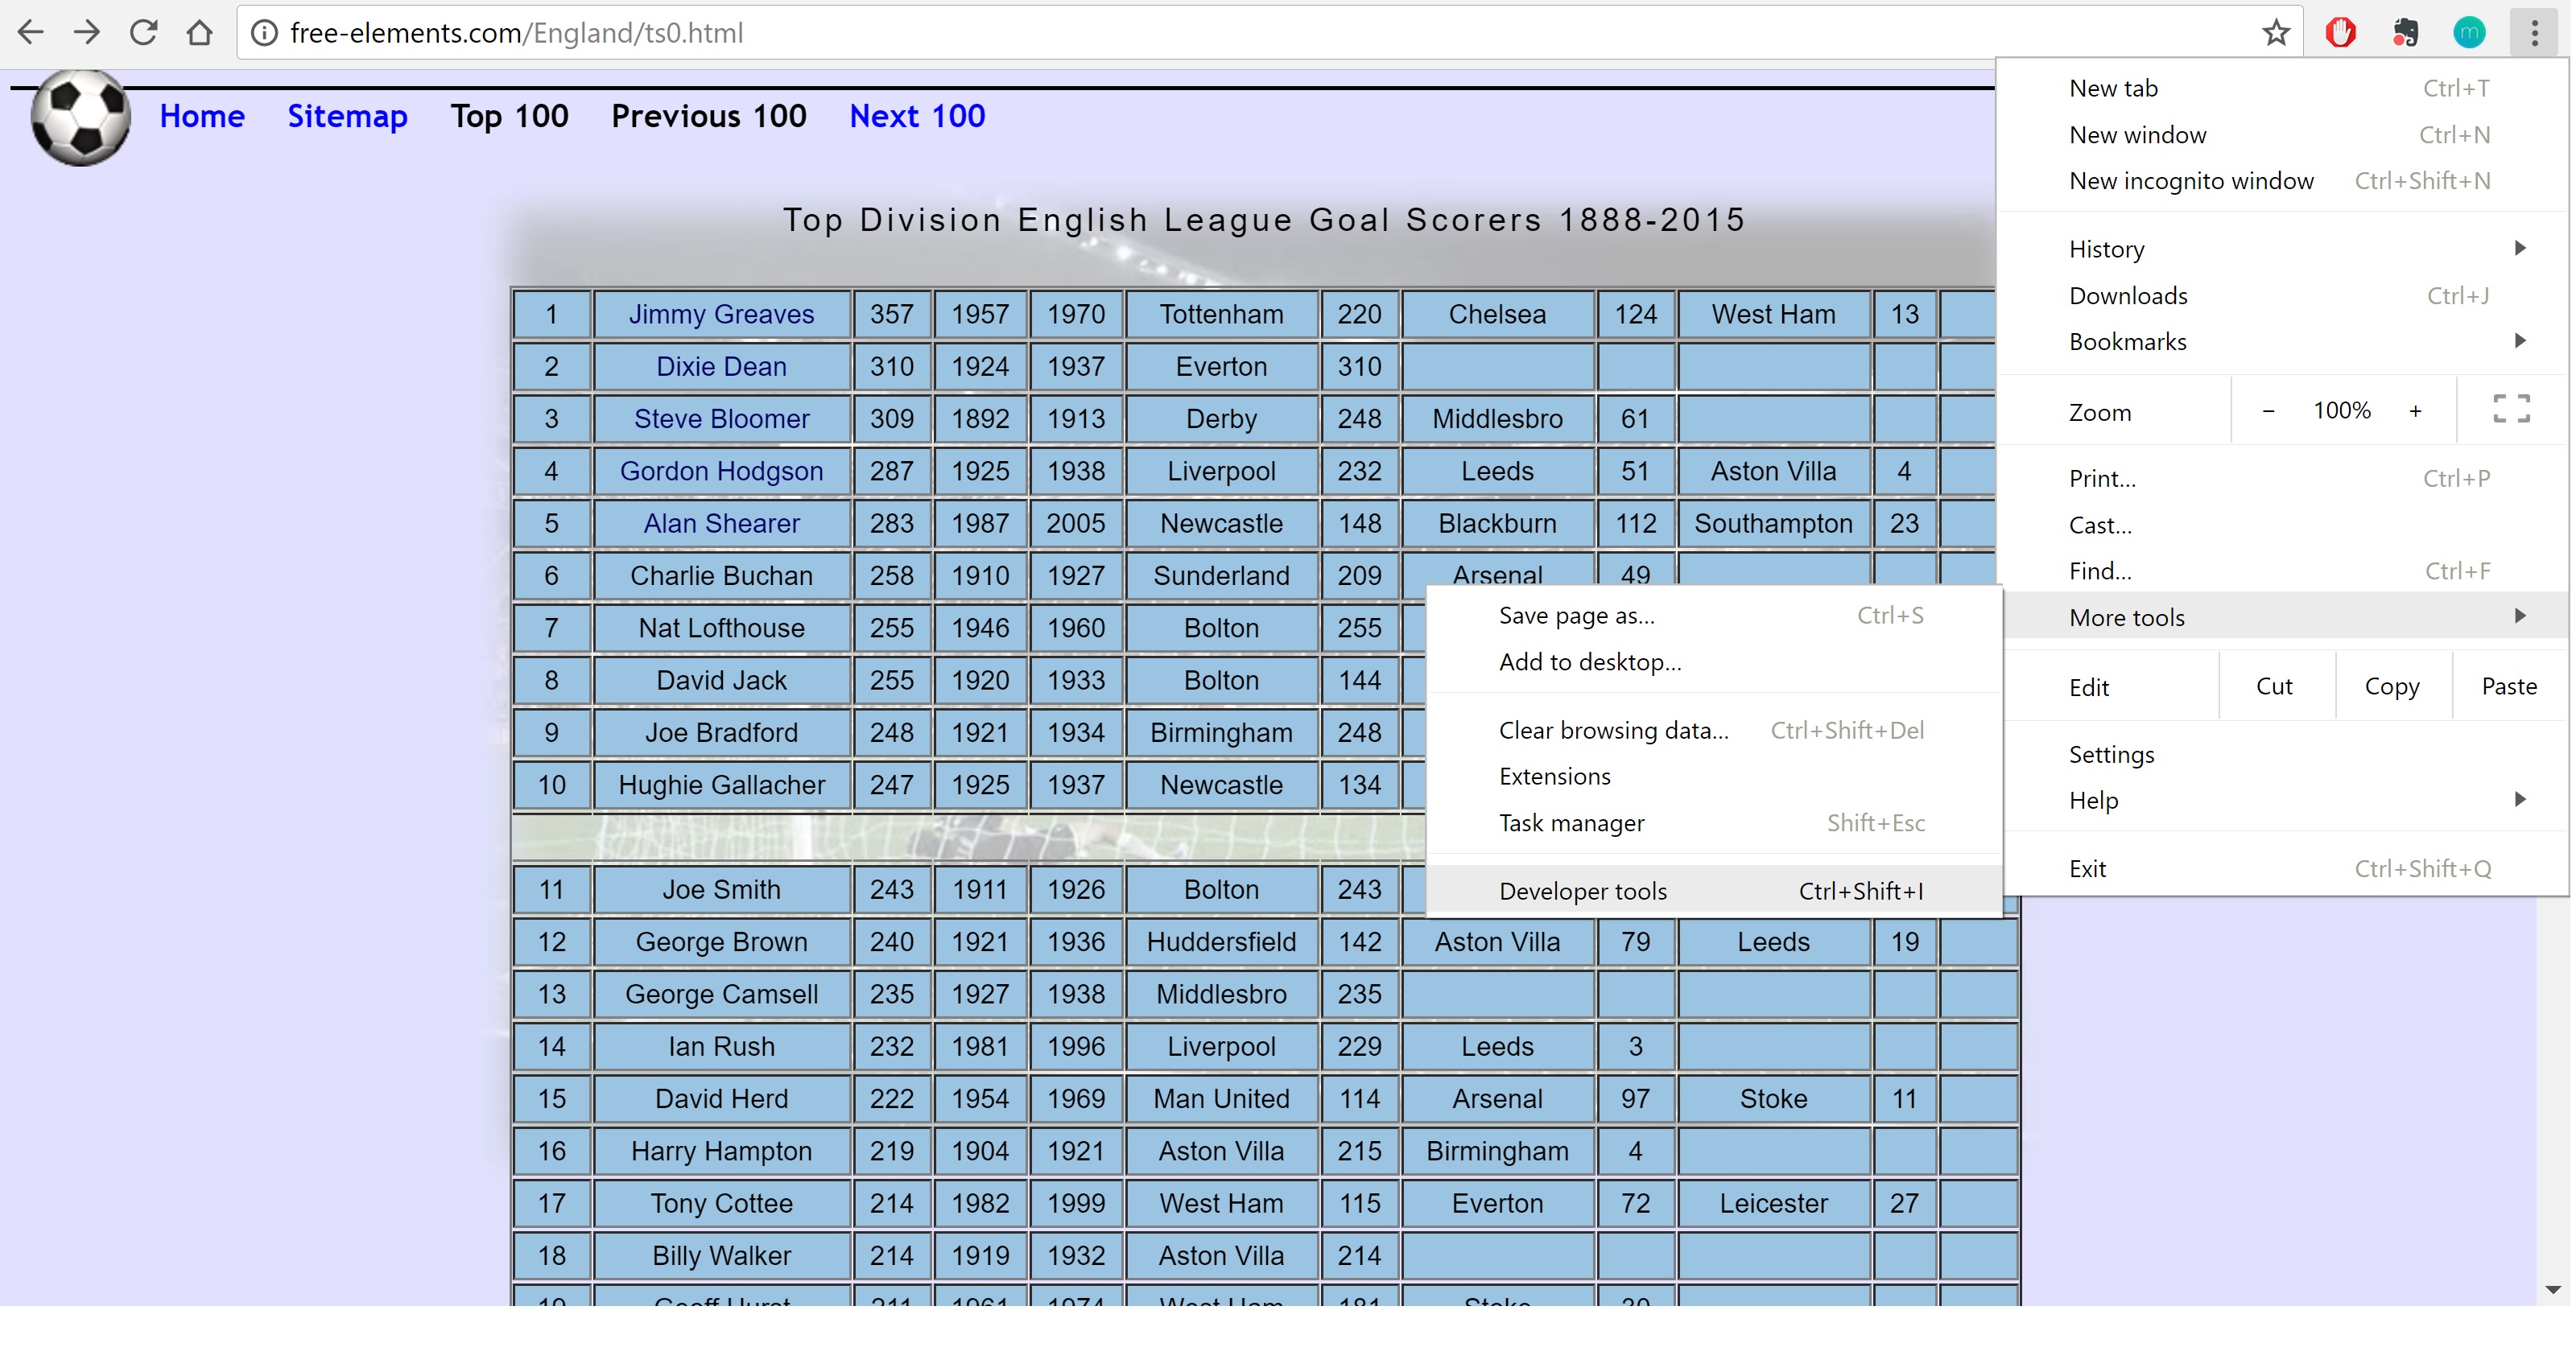 free-elements.com/England/ts0.html
m
Home Sitemap Top 100 Previous 100 Next 100
Top Division English League Goal Scorers 1888-2015
1 Jimmy Greaves 357 1957 1970 Tottenham 220 Chelsea 124 West Ham 13
2 Dixie Dean 310 1924 1937 Everton 310
3 Steve Bloomer 309 1892 1913 Derby 248 Middlesbro 61
4 Gordon Hodgson 287 1925 1938 Liverpool 232 Leeds 51 Aston Villa 4
5 Alan Shearer 283 1987 2005 Newcastle 148 Blackburn 112 Southampton 23
6 Charlie Buchan 258 1910 1927 Sunderland 209 Arsenal 49
7 Nat Lofthouse 255 1946 1960 Bolton 255
8 David Jack 255 1920 1933 Bolton 144
9 Joe Bradford 248 1921 1934 Birmingham 248
10 Hughie Gallacher 247 1925 1937 Newcastle 134
11 Joe Smith 243 1911 1926 Bolton 243
12 George Brown 240 1921 1936 Huddersfield 142 Aston Villa 79 Leeds 19
13 George Camsell 235 1927 1938 Middlesbro 235
14 Ian Rush 232 1981 1996 Liverpool 229 Leeds 3
15 David Herd 222 1954 1969 Man United 114 Arsenal 97 Stoke 11
16 Harry Hampton 219 1904 1921 Aston Villa 215 Birmingham 4
17 Tony Cottee 214 1982 1999 West Ham 115 Everton 72 Leicester 27
18 Billy Walker 214 1919 1932 Aston Villa 214
19 Geoff Hurst 211 1961 1974 West Ham 181 Stoke 30
New tab Ctrl+T
New window Ctrl+N
New incognito window Ctrl+Shift+N
History
Downloads Ctrl+J
Bookmarks
Zoom − 100% +
Print... Ctrl+P
Cast...
Find... Ctrl+F
More tools
Edit Cut Copy Paste
Settings
Help
Exit Ctrl+Shift+Q
Save page as... Ctrl+S
Add to desktop...
Clear browsing data... Ctrl+Shift+Del
Extensions
Task manager Shift+Esc
Developer tools Ctrl+Shift+I